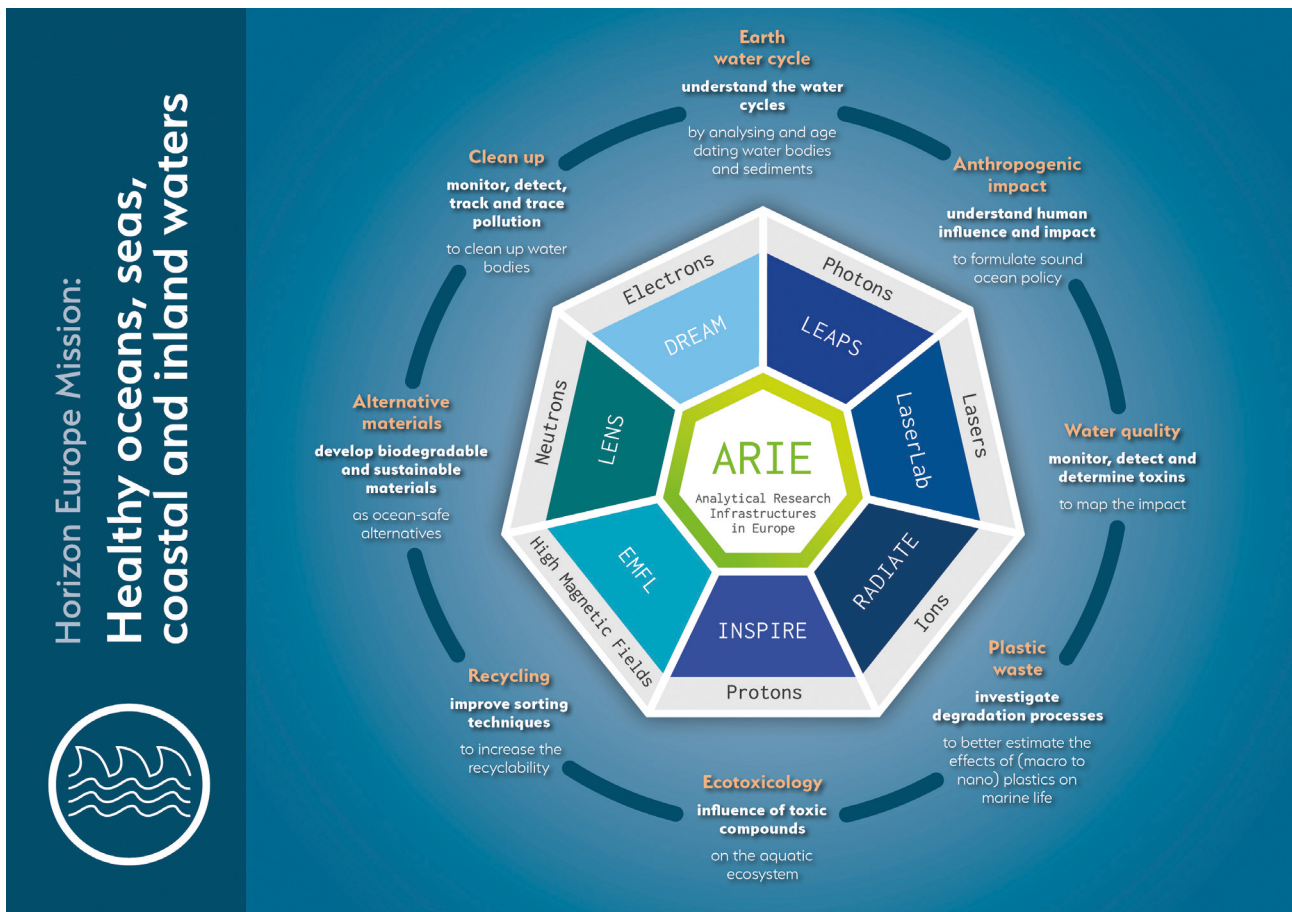 Horizon Europe Mission:
Healthy oceans, seas,
coastal and inland waters
Earth
water cycle
understand the water
cycles
by analysing and age
dating water bodies
and sediments
Anthropogenic
impact
understand human
influence and impact
to formulate sound
ocean policy
Water quality
monitor, detect and
determine toxins
to map the impact
Plastic
waste
investigate
degradation processes
to better estimate the
effects of (macro to
nano) plastics on
marine life
Ecotoxicology
influence of toxic
compounds
on the aquatic
ecosystem
Recycling
improve sorting
techniques
to increase the
recyclability
Alternative
materials
develop biodegradable
and sustainable
materials
as ocean-safe
alternatives
Clean up
monitor, detect,
track and trace
pollution
to clean up water
bodies
Electrons
DREAM
Photons
LEAPS
Lasers
LaserLab
Ions
RADIATE
Protons
INSPIRE
High Magnetic Fields
EMFL
Neutrons
LENS
ARIE
Analytical Research
Infrastructures
in Europe